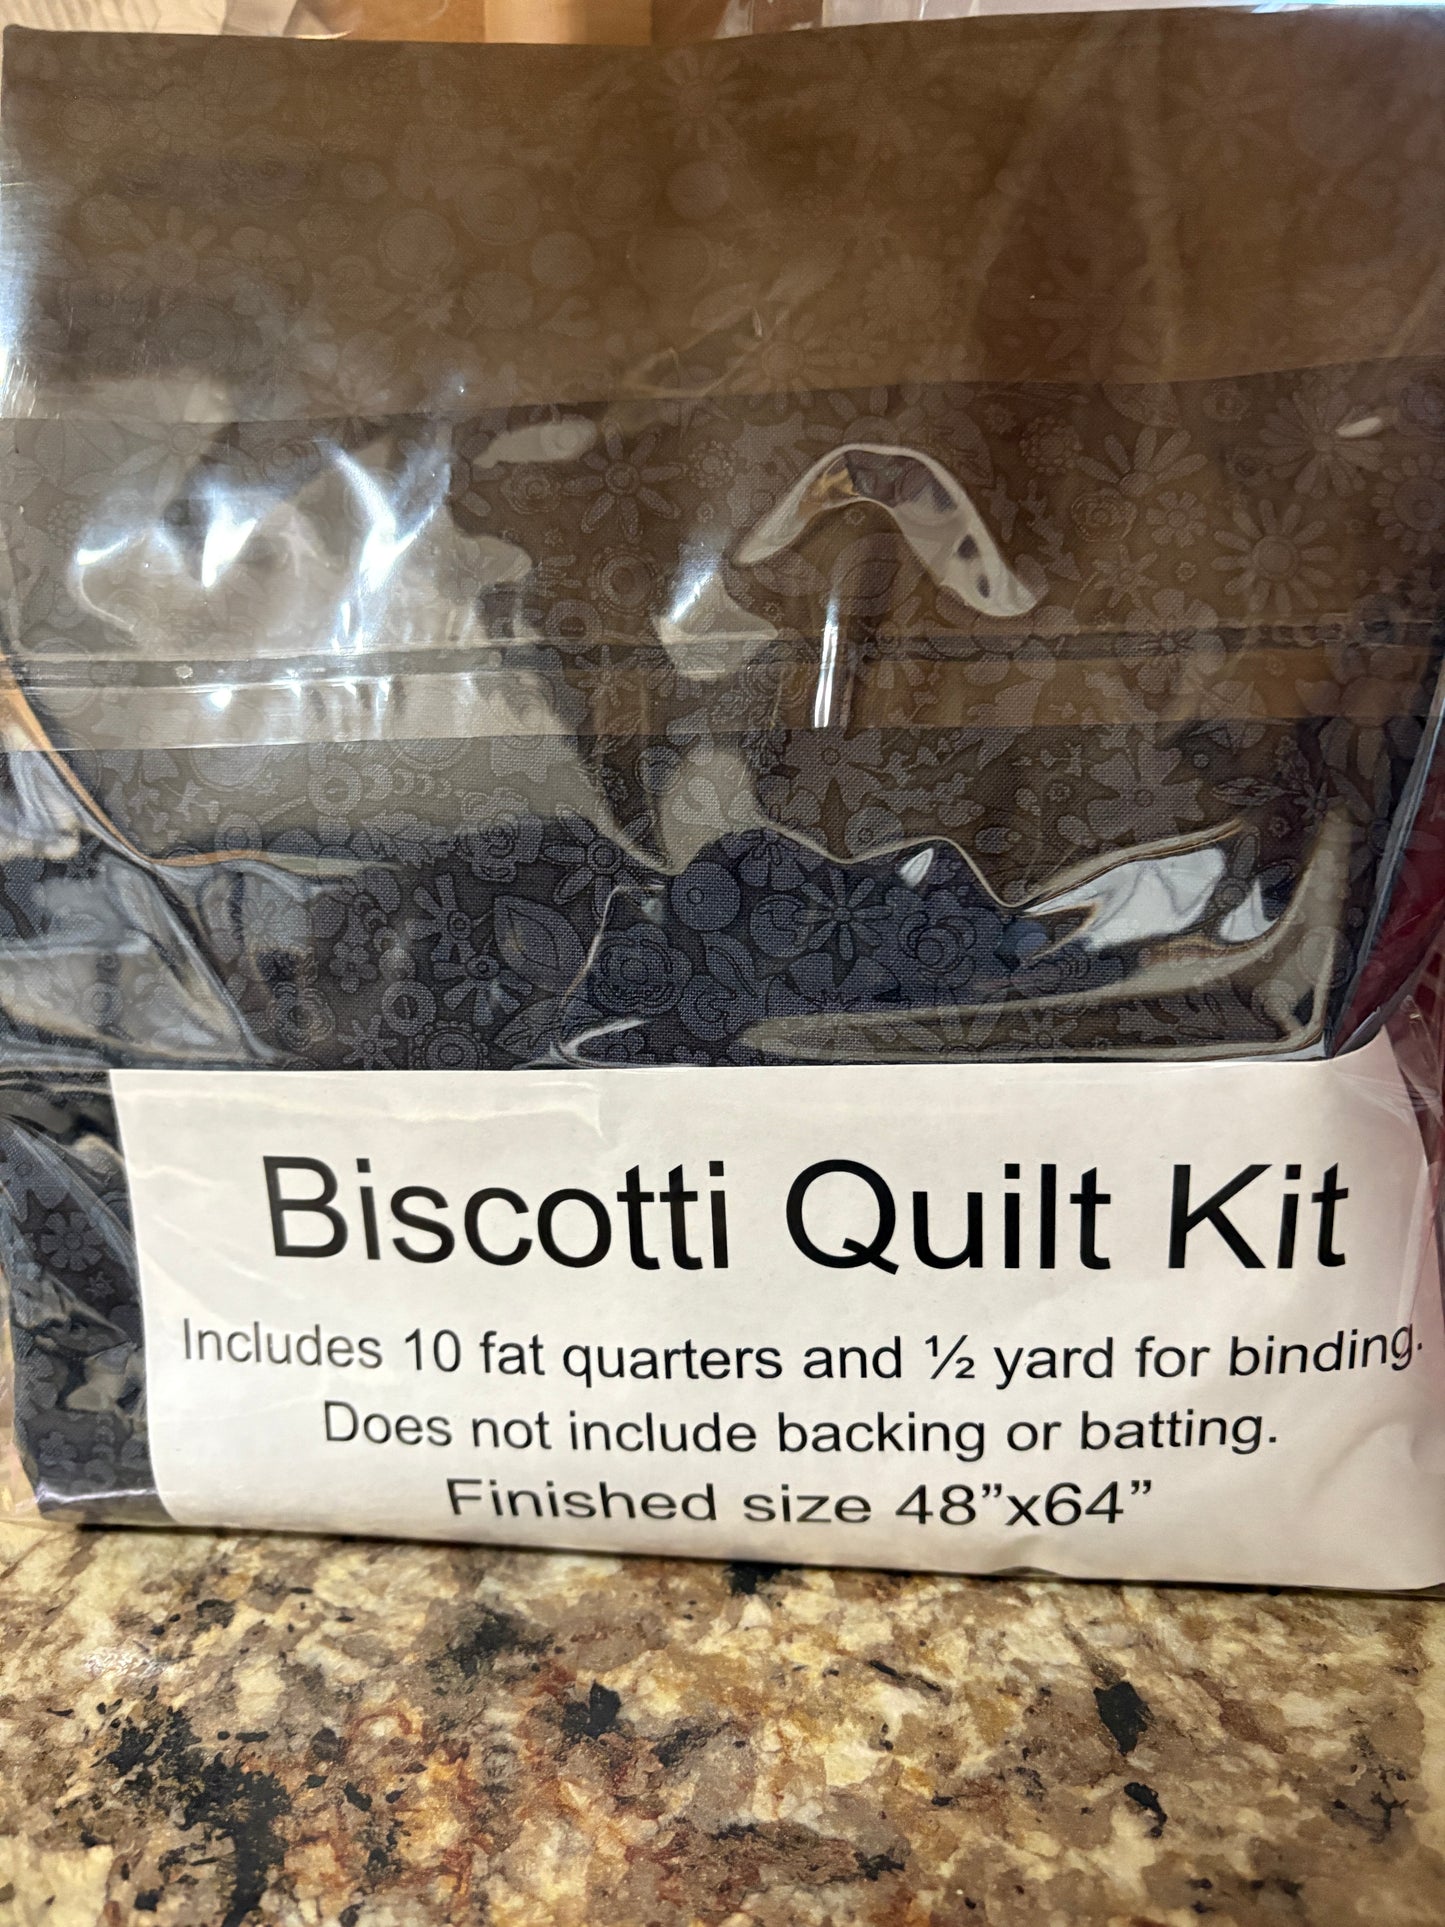 Biscotti Quilt Kit
Includes 10 fat quarters and ½ yard for binding.
Does not include backing or batting.
Finished size 48”x64”